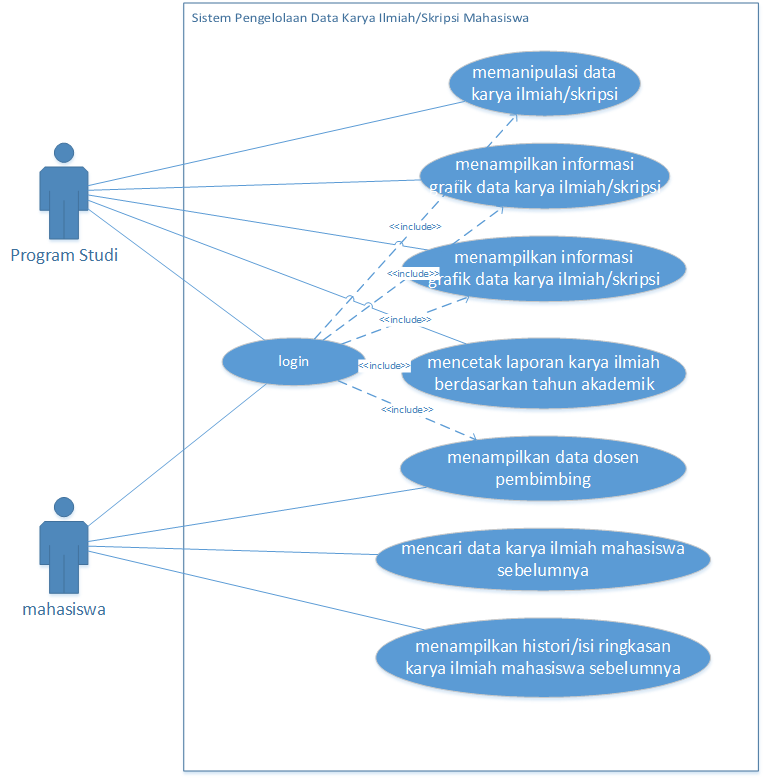 Sistem Pengelolaan Data Karya Ilmiah/Skripsi Mahasiswa
memanipulasi data
karya ilmiah/skripsi
menampilkan informasi
grafik data karya ilmiah/skripsi
<<include>>
Program Studi
menampilkan informasi
grafik data karya ilmiah/skripsi
<<include>>
<<include>>
login
<<include>>
mencetak laporan karya ilmiah
berdasarkan tahun akademik
<<include>>
menampilkan data dosen
pembimbing
mencari data karya ilmiah mahasiswa
sebelumnya
mahasiswa
menampilkan histori/isi ringkasan
karya ilmiah mahasiswa sebelumnya